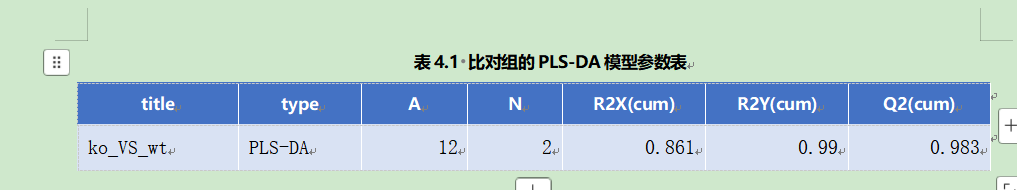 表 4.1 比对组的 PLS-DA 模型参数表
title type A N R2X(cum) R2Y(cum) Q2(cum)
ko_VS_wt PLS-DA 12 2 0.861 0.99 0.983